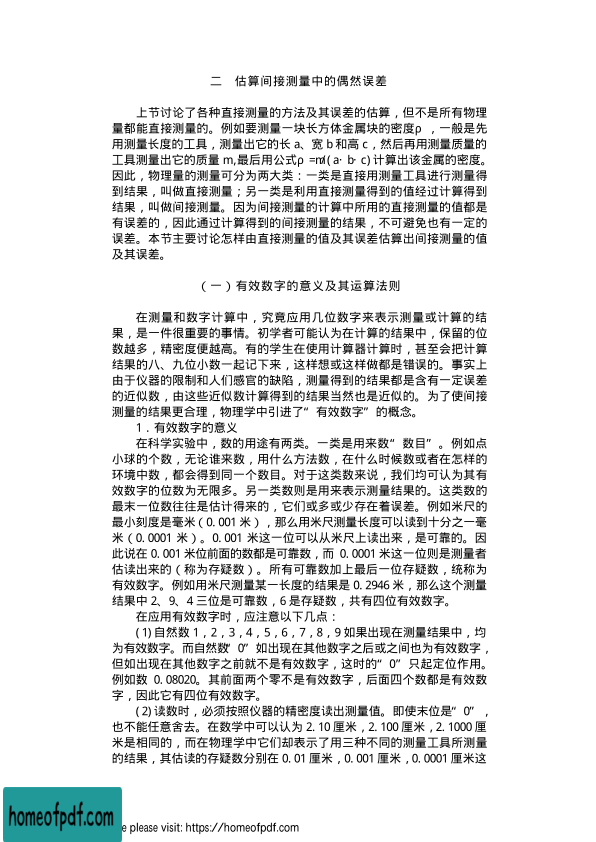 二 估算间接测量中的偶然误差
上节讨论了各种直接测量的方法及其误差的估算，但不是所有物理
量都能直接测量的。例如要测量一块长方体金属块的密度ρ，一般是先
用测量长度的工具，测量出它的长 a、宽 b 和高 c，然后再用测量质量的
工具测量出它的质量 m,最后用公式ρ=m/(a·b·c)计算出该金属的密度。
因此，物理量的测量可分为两大类：一类是直接用测量工具进行测量得
到结果，叫做直接测量；另一类是利用直接测量得到的值经过计算得到
结果，叫做间接测量。因为间接测量的计算中所用的直接测量的值都是
有误差的，因此通过计算得到的间接测量的结果，不可避免也有一定的
误差。本节主要讨论怎样由直接测量的值及其误差估算出间接测量的值
及其误差。
（一）有效数字的意义及其运算法则
在测量和数字计算中，究竟应用几位数字来表示测量或计算的结
果，是一件很重要的事情。初学者可能认为在计算的结果中，保留的位
数越多，精密度便越高。有的学生在使用计算器计算时，甚至会把计算
结果的八、九位小数一起记下来，这样想或这样做都是错误的。事实上
由于仪器的限制和人们感官的缺陷，测量得到的结果都是含有一定误差
的近似数，由这些近似数计算得到的结果当然也是近似的。为了使间接
测量的结果更合理，物理学中引进了“有效数字”的概念。
1．有效数字的意义
在科学实验中，数的用途有两类。一类是用来数“数目”。例如点
小球的个数，无论谁来数，用什么方法数，在什么时候数或者在怎样的
环境中数，都会得到同一个数目。对于这类数来说，我们均可认为其有
效数字的位数为无限多。另一类数则是用来表示测量结果的。这类数的
最末一位数往往是估计得来的，它们或多或少存在着误差。例如米尺的
最小刻度是毫米（0.001 米），那么用米尺测量长度可以读到十分之一毫
米（0.0001 米）。0.001 米这一位可以从米尺上读出来，是可靠的。因
此说在 0.001 米位前面的数都是可靠数，而 0.0001 米这一位则是测量者
估读出来的（称为存疑数）。所有可靠数加上最后一位存疑数，统称为
有效数字。例如用米尺测量某一长度的结果是 0.2946 米，那么这个测量
结果中 2、9、4 三位是可靠数，6 是存疑数，共有四位有效数字。
在应用有效数字时，应注意以下几点：
(1)自然数 1，2，3，4，5，6，7，8，9 如果出现在测量结果中，均
为有效数字。而自然数“0”如出现在其他数字之后或之间也为有效数字，
但如出现在其他数字之前就不是有效数字，这时的“0”只起定位作用。
例如数 0.08020。其前面两个零不是有效数字，后面四个数都是有效数
字，因此它有四位有效数字。
(2)读数时，必须按照仪器的精密度读出测量值。即使末位是“0”，
也不能任意舍去。在数学中可以认为 2.10 厘米，2.100 厘米，2.1000 厘
米是相同的，而在物理学中它们却表示了用三种不同的测量工具所测量
的结果，其估读的存疑数分别在 0.01 厘米，0.001 厘米，0.0001 厘米这
homeofpdf.com
please visit: https://homeofpdf.com